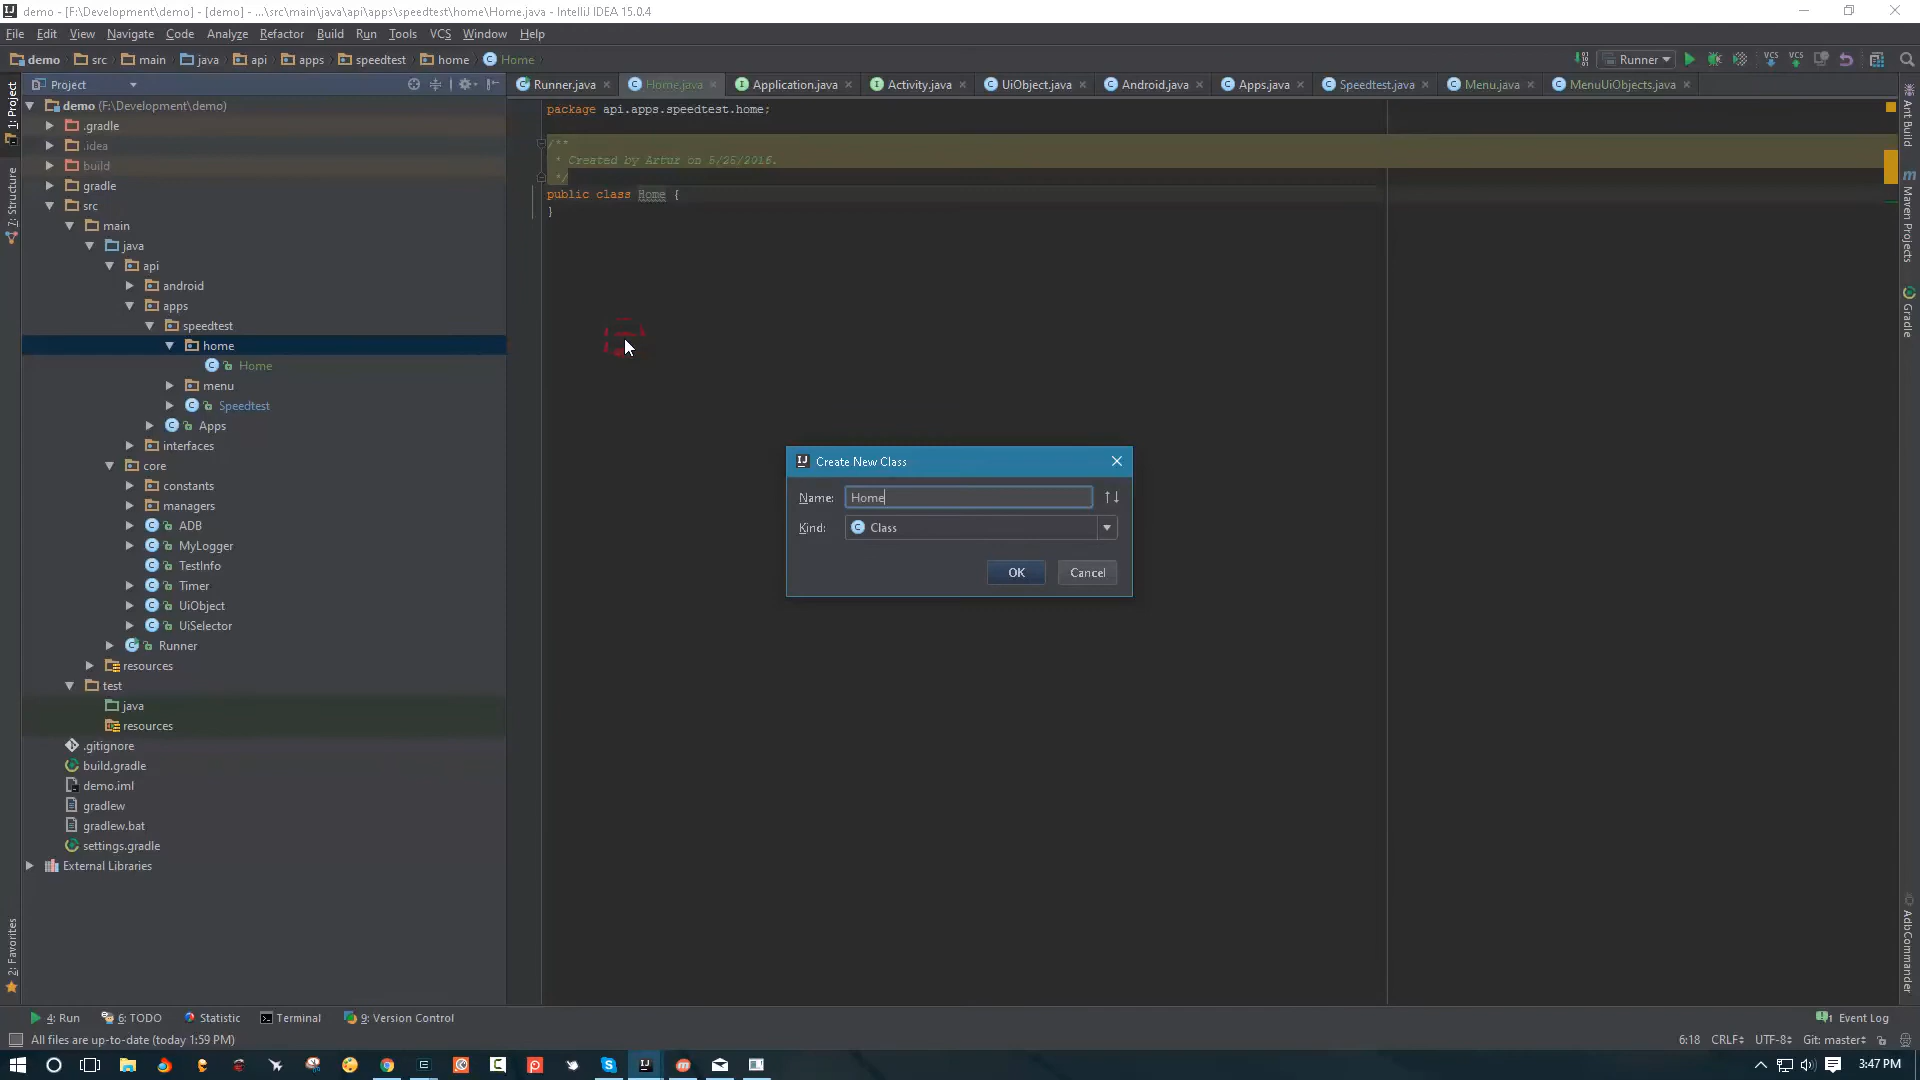 demo - [F:\Development\demo] - [demo] - ...\src\main\java\api\apps\speedtest\home\Home.java - IntelliJ IDEA 15.0.4
File Edit View Navigate Code Analyze Refactor Build Run Tools VCS Window Help
demo src main java api apps speedtest home Home Runner
Project
Runner.java Home.java Application.java Activity.java UiObject.java Android.java Apps.java Speedtest.java Menu.java MenuUiObjects.java
1: Project
7: Structure
2: Favorites
demo (F:\Development\demo)
.gradle
.idea
build
gradle
src
main
java
api
android
apps
speedtest
home
Home
menu
Speedtest
Apps
interfaces
core
constants
managers
ADB
MyLogger
TestInfo
Timer
UiObject
UiSelector
Runner
resources
test
java
resources
.gitignore
build.gradle
demo.iml
gradlew
gradlew.bat
settings.gradle
External Libraries
package api.apps.speedtest.home;
/**
* Created by Artur on 5/25/2016.
*/
public class Home {
}
Create New Class
Name: Home
Kind: Class
OK Cancel
Ant Build
Maven Projects
Gradle
AdbCommander
4: Run 6: TODO Statistic Terminal 9: Version Control 1 Event Log
All files are up-to-date (today 1:59 PM) 6:18 CRLF UTF-8 Git: master
3:47 PM